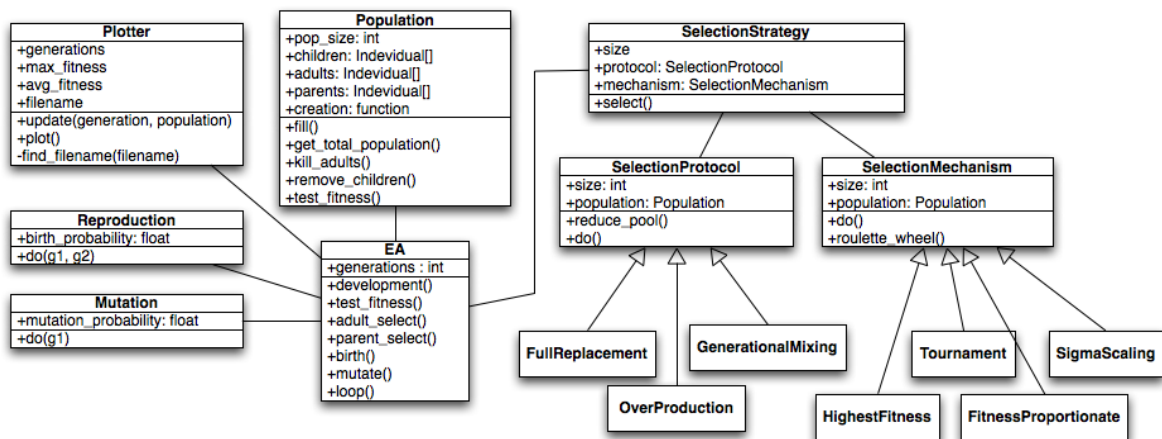 Plotter
+generations
+max_fitness
+avg_fitness
+filename
+update(generation, population)
+plot()
-find_filename(filename)
Population
+pop_size: int
+children: Indevidual[]
+adults: Indevidual[]
+parents: Indevidual[]
+creation: function
+fill()
+get_total_population()
+kill_adults()
+remove_children()
+test_fitness()
SelectionStrategy
+size
+protocol: SelectionProtocol
+mechanism: SelectionMechanism
+select()
Reproduction
+birth_probability: float
+do(g1, g2)
Mutation
+mutation_probability: float
+do(g1)
EA
+generations : int
+development()
+test_fitness()
+adult_select()
+parent_select()
+birth()
+mutate()
+loop()
SelectionProtocol
+size: int
+population: Population
+reduce_pool()
+do()
SelectionMechanism
+size: int
+population: Population
+do()
+roulette_wheel()
FullReplacement
GenerationalMixing
OverProduction
Tournament
SigmaScaling
HighestFitness
FitnessProportionate